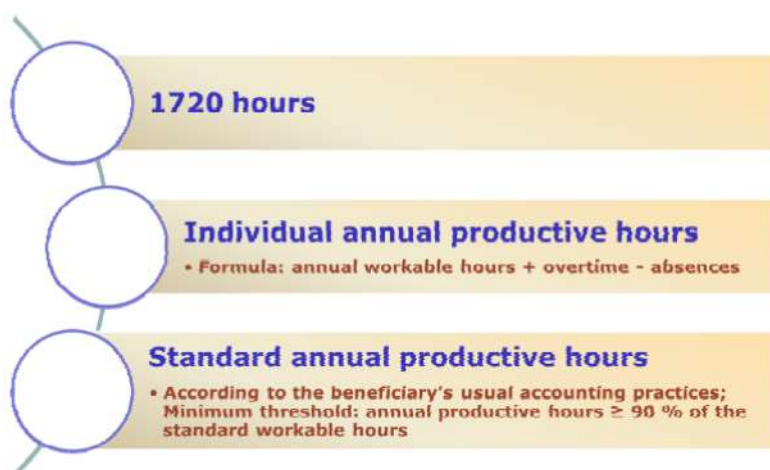 1720 hours
Individual annual productive hours
• Formula: annual workable hours + overtime - absences
Standard annual productive hours
• According to the beneficiary's usual accounting practices;
Minimum threshold: annual productive hours ≥ 90 % of the
standard workable hours